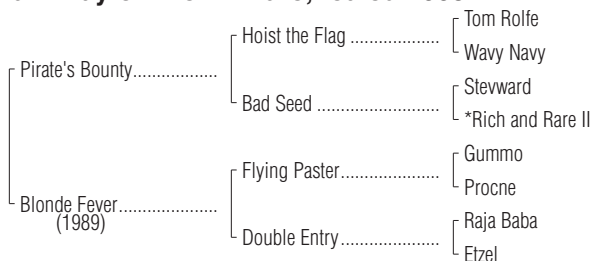 Tom Rolfe
Hoist the Flag ....................
Wavy Navy
Pirate's Bounty..................
Stevward
Bad Seed ...........................
*Rich and Rare II
Gummo
Flying Paster......................
Procne
Blonde Fever.....................
(1989)
Raja Baba
Double Entry......................
Etzel